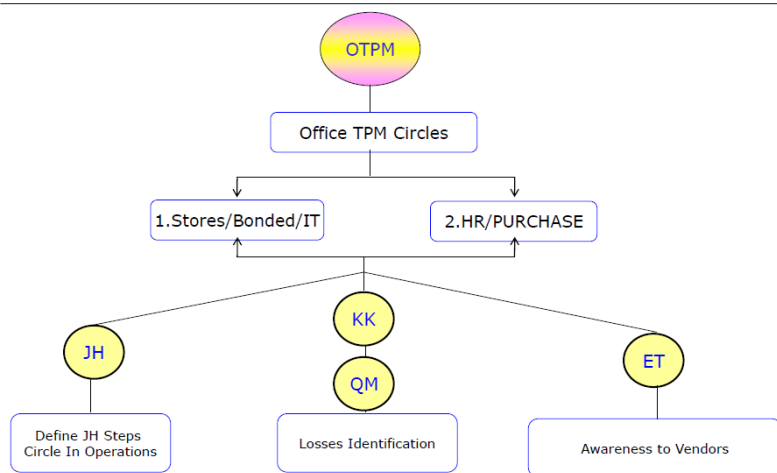 OTPM
Office TPM Circles
1.Stores/Bonded/IT
2.HR/PURCHASE
KK
JH
ET
QM
Define JH Steps
Circle In Operations
Losses Identification
Awareness to Vendors